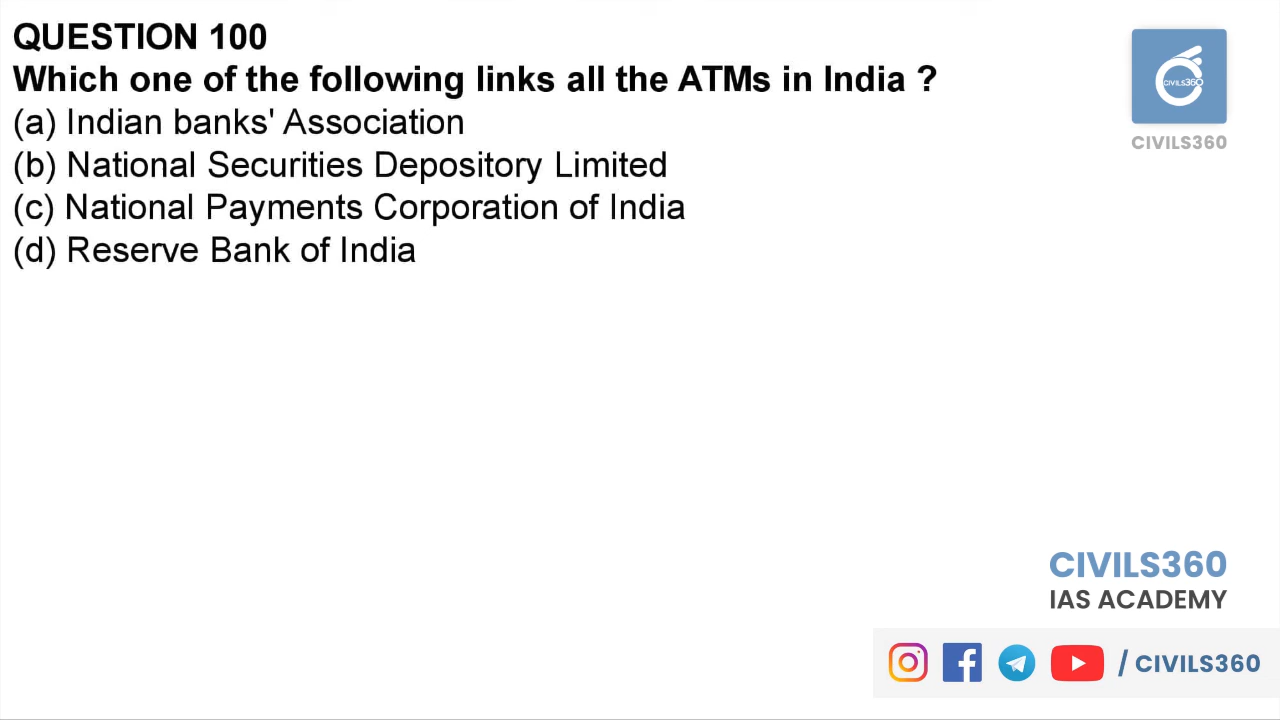 QUESTION 100
Which one of the following links all the ATMs in India ?
(a) Indian banks' Association
(b) National Securities Depository Limited
(c) National Payments Corporation of India
(d) Reserve Bank of India
CIVILS360
CIVILS360
CIVILS360
IAS ACADEMY
/ CIVILS360